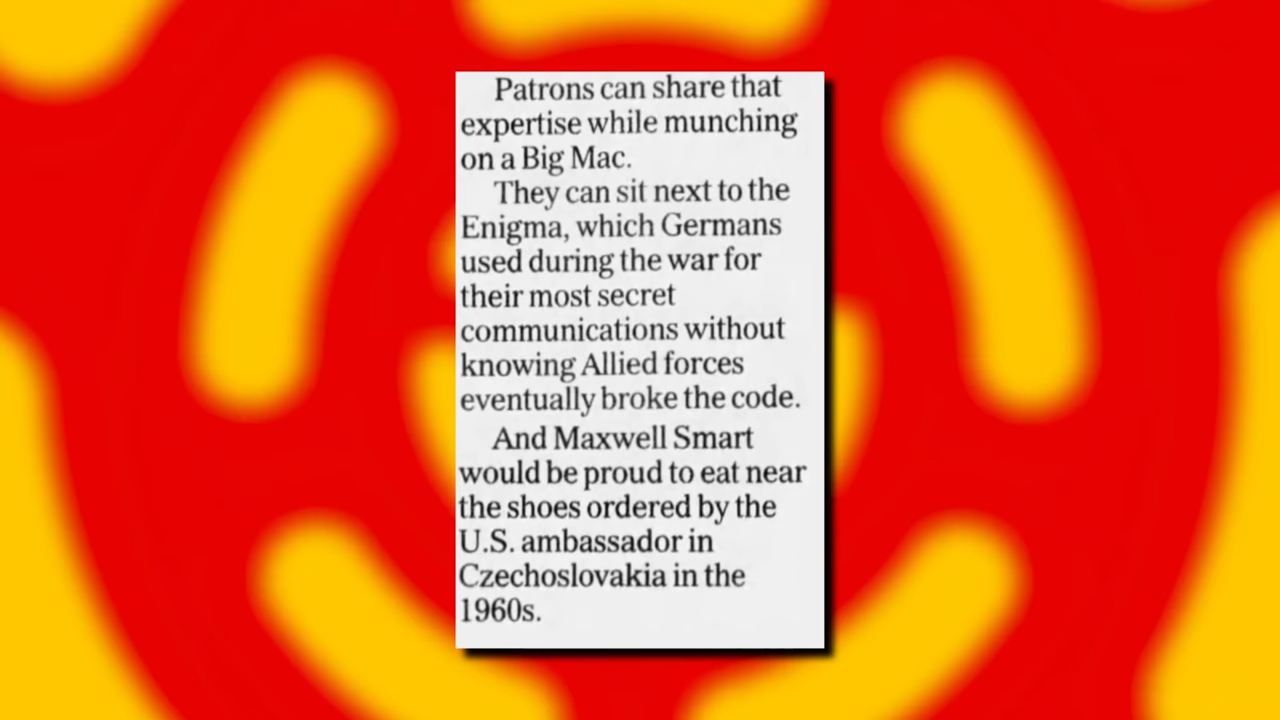 Patrons can share that
expertise while munching
on a Big Mac.
They can sit next to the
Enigma, which Germans
used during the war for
their most secret
communications without
knowing Allied forces
eventually broke the code.
And Maxwell Smart
would be proud to eat near
the shoes ordered by the
U.S. ambassador in
Czechoslovakia in the
1960s.